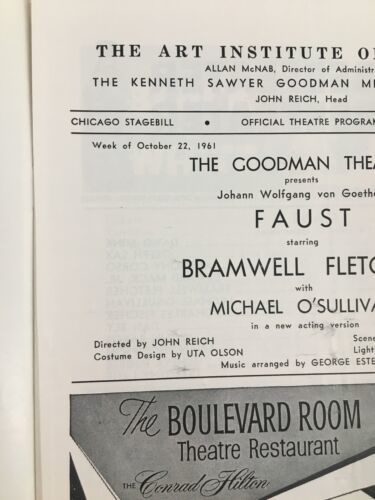 THE ART INSTITUTE O
ALLAN McNAB, Director of Administr
THE KENNETH SAWYER GOODMAN ME
JOHN REICH, Head
CHICAGO STAGEBILL • OFFICIAL THEATRE PROGRA
Week of October 22, 1961
THE GOODMAN THEA
presents
Johann Wolfgang von Goeth
FAUST
starring
BRAMWELL FLETC
with
MICHAEL O'SULLIVA
in a new acting version
Directed by JOHN REICH
Scene
Costume Design by UTA OLSON
Light
Music arranged by GEORGE ESTE
The BOULEVARD ROOM
Theatre Restaurant
THE Conrad Hilton